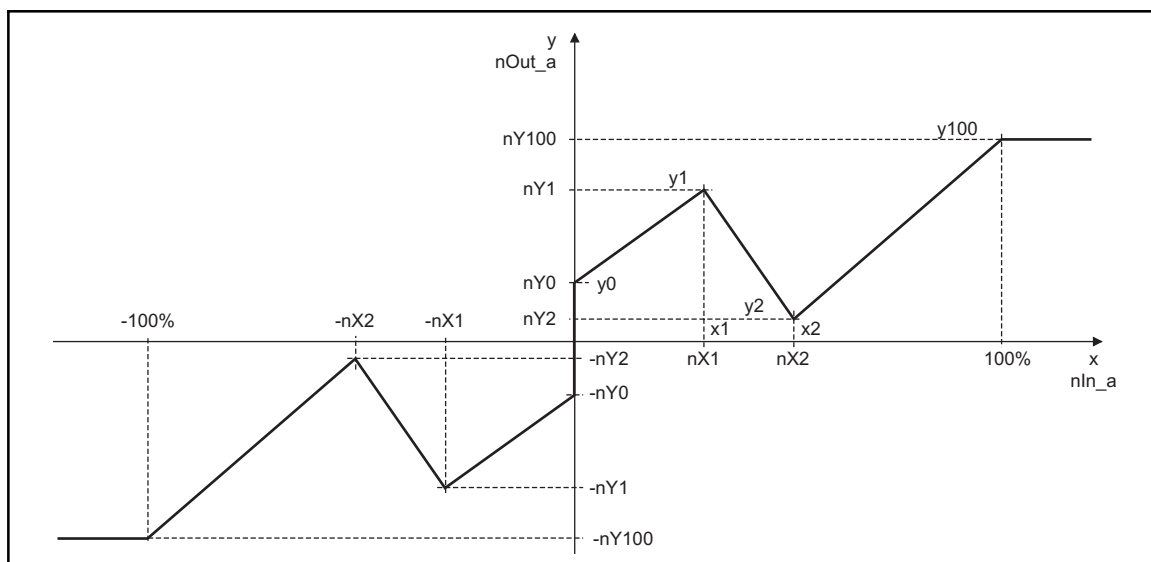 y
nOut_a
nY100
y100
nY1
y1
nY0
y0
nY2
y2
-100%
-nX2
-nX1
x1
x2
-nY2
nX1
nX2
100%
x
nIn_a
-nY0
-nY1
-nY100